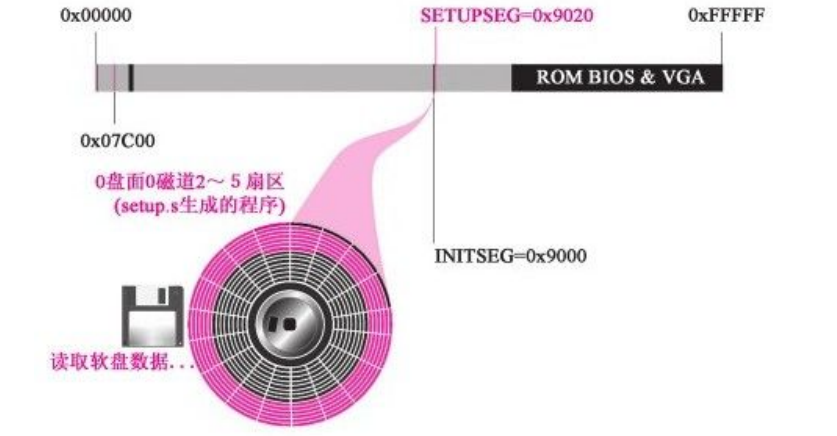 0x00000
SETUPSEG=0x9020
0xFFFFF
ROM BIOS & VGA
0x07C00
0盘面0磁道2～5扇区
(setup.s生成的程序)
INITSEG=0x9000
读取软盘数据...